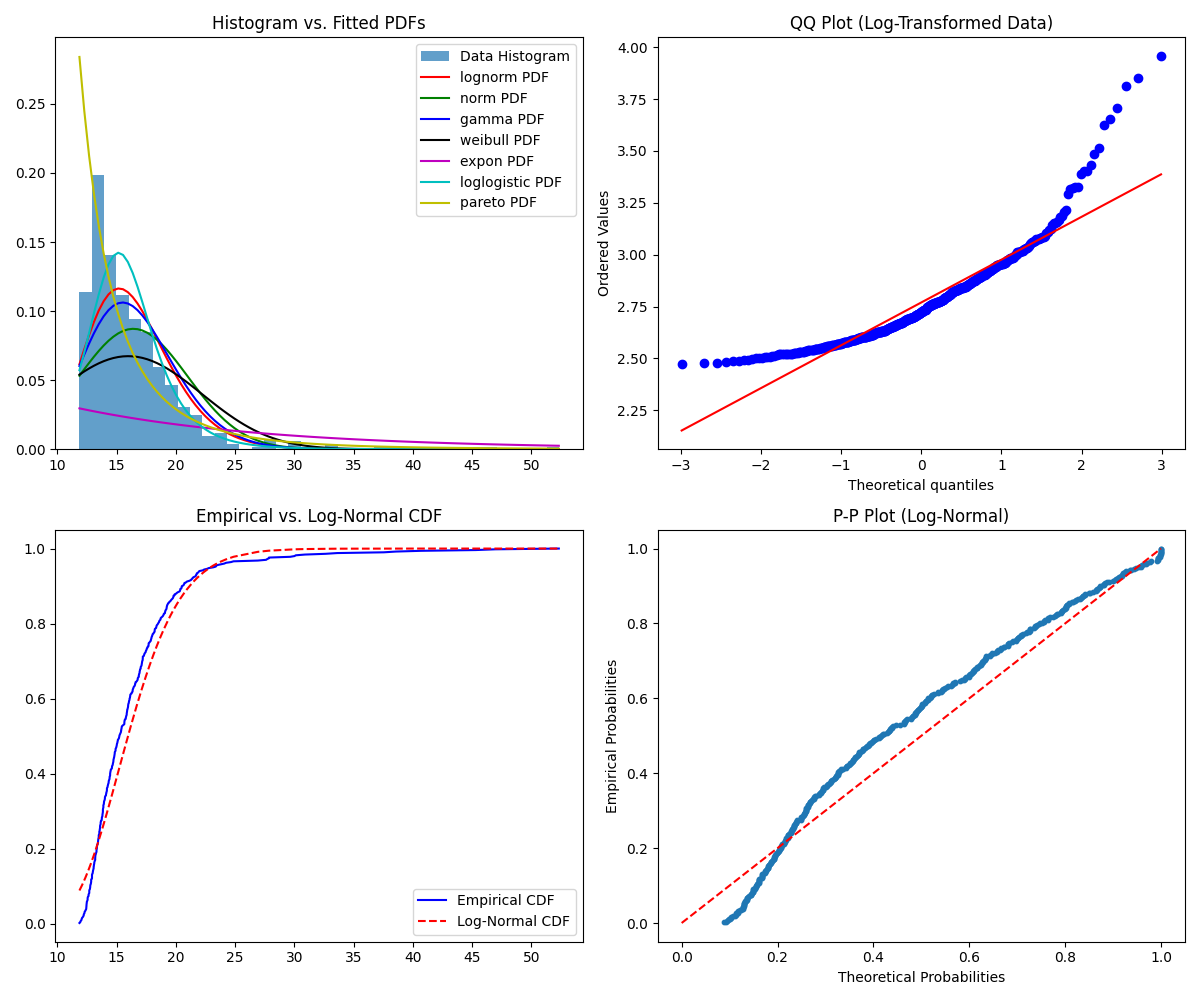 Histogram vs. Fitted PDFs
0.25
0.20
0.15
0.10
0.05
0.00
10 15 20 25 30 35 40 45 50
Data Histogram
lognorm PDF
norm PDF
gamma PDF
weibull PDF
expon PDF
loglogistic PDF
pareto PDF
QQ Plot (Log-Transformed Data)
Ordered Values
4.00
3.75
3.50
3.25
3.00
2.75
2.50
2.25
−3 −2 −1 0 1 2 3
Theoretical quantiles
Empirical vs. Log-Normal CDF
1.0
0.8
0.6
0.4
0.2
0.0
10 15 20 25 30 35 40 45 50
Empirical CDF
Log-Normal CDF
P-P Plot (Log-Normal)
Empirical Probabilities
1.0
0.8
0.6
0.4
0.2
0.0
0.0 0.2 0.4 0.6 0.8 1.0
Theoretical Probabilities